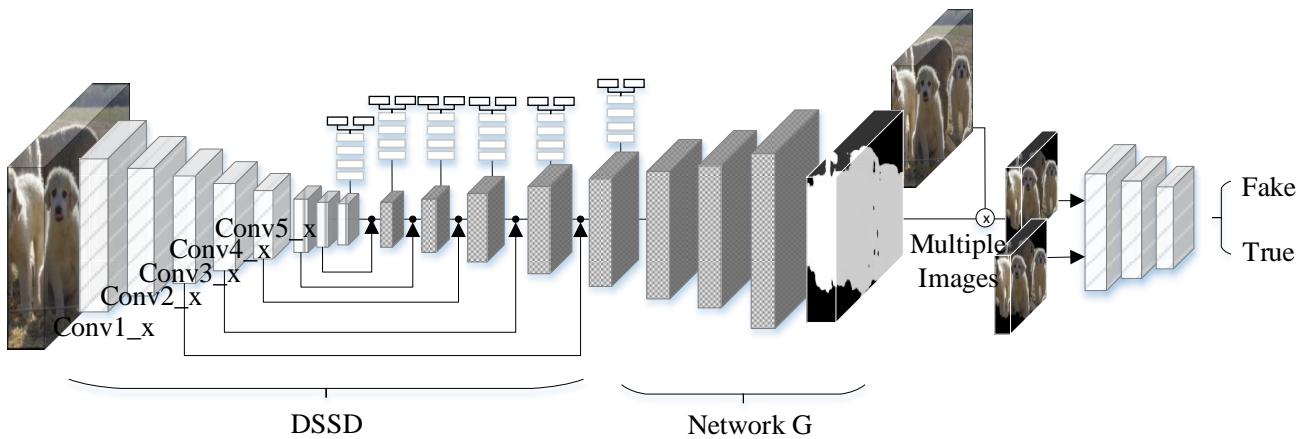 Conv1_x
Conv2_x
Conv3_x
Conv4_x
Conv5_x
DSSD
Network G
Multiple
Images
x
Fake
True